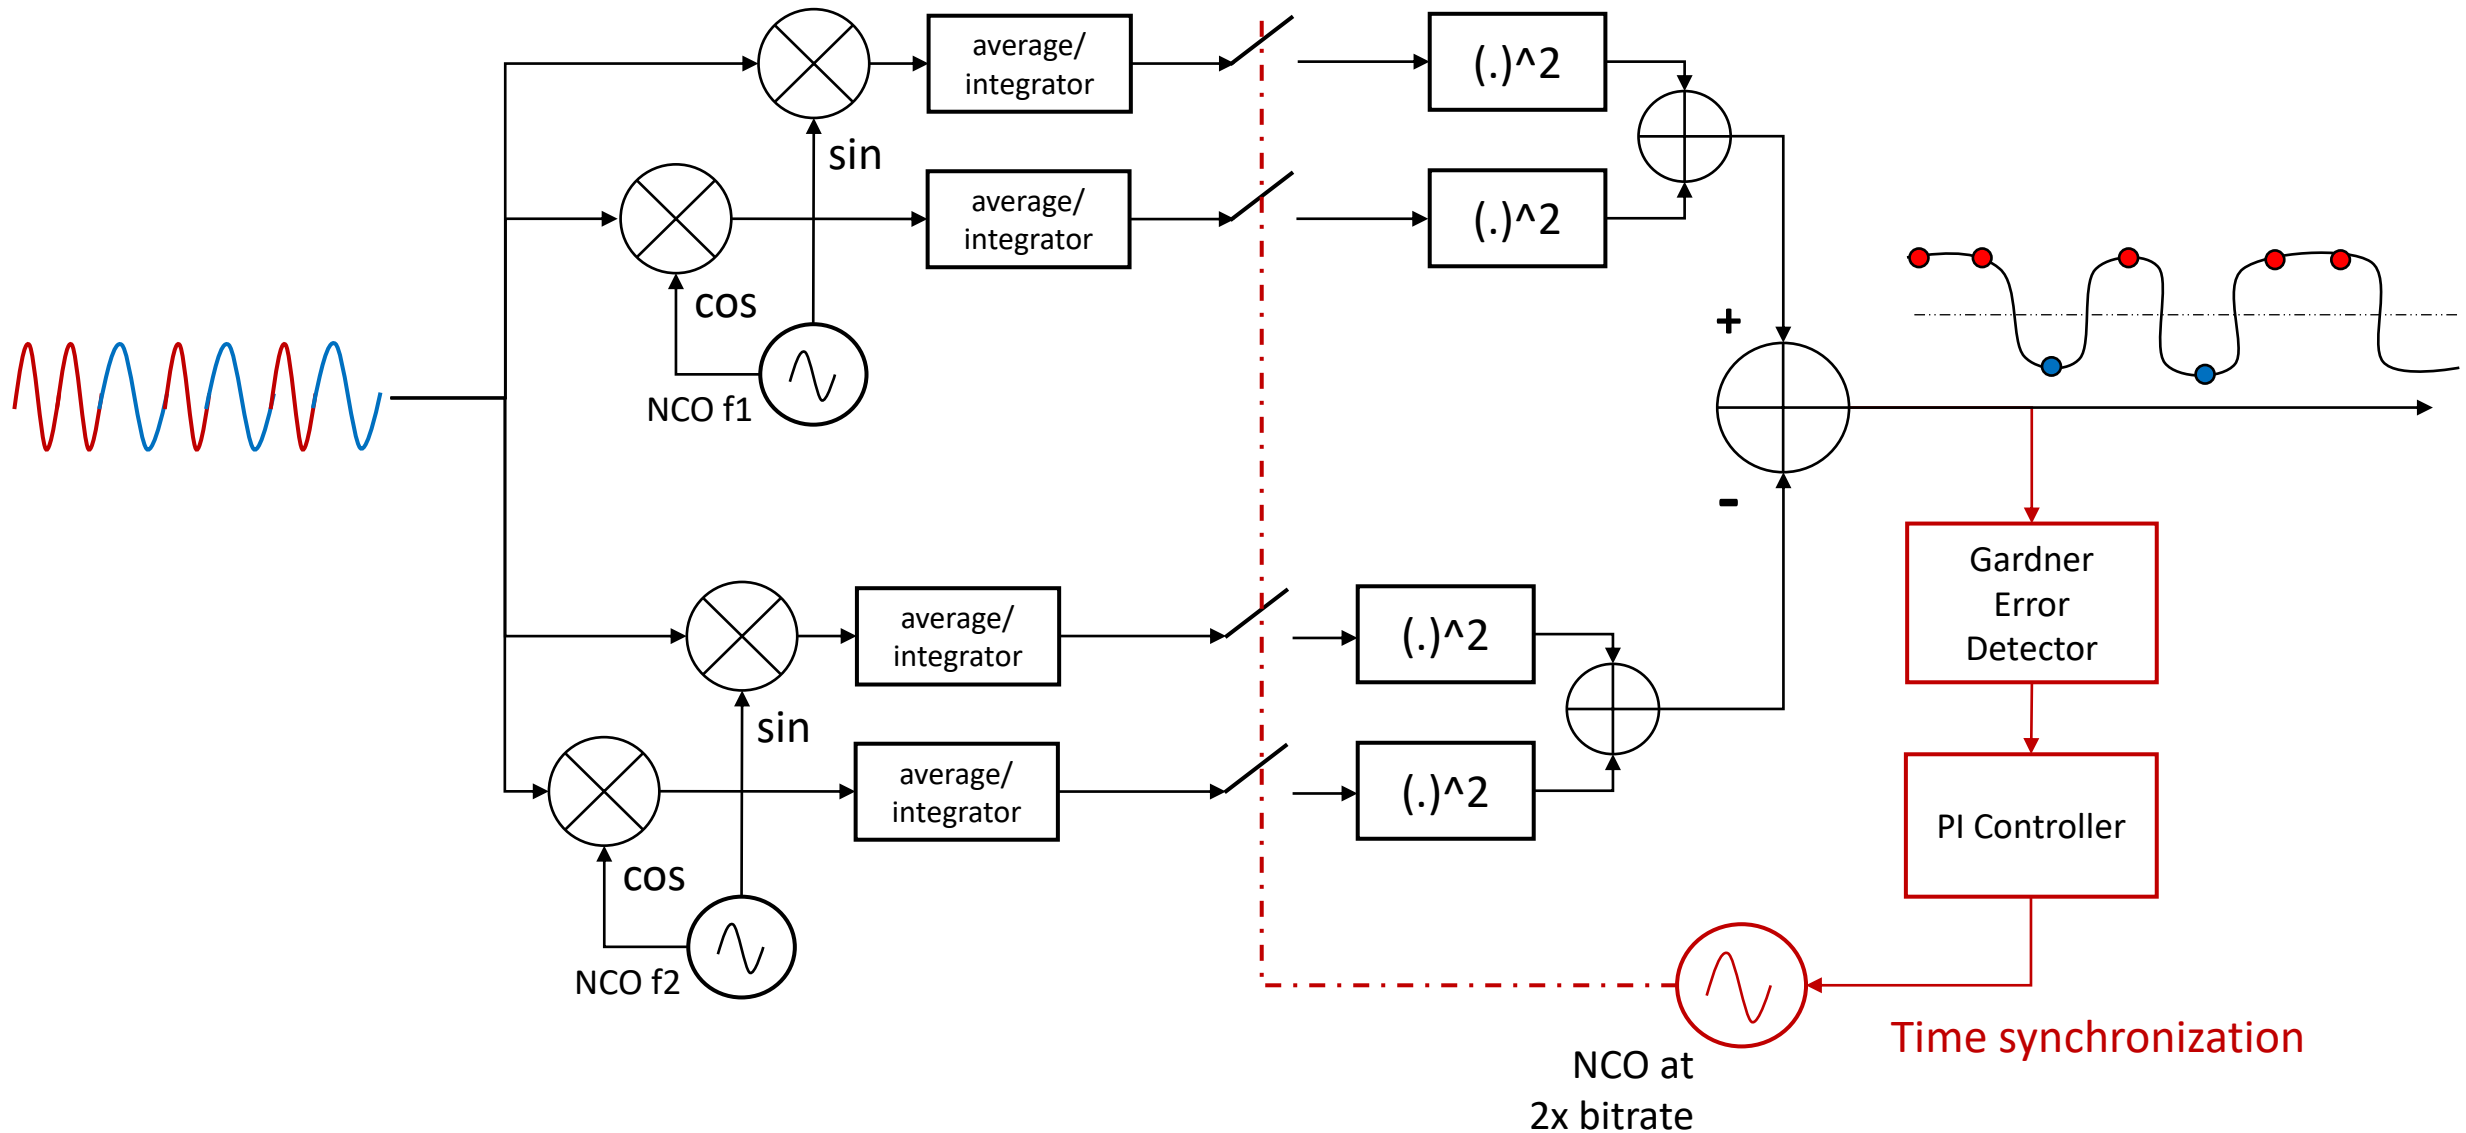 average/
integrator
(.)^2
sin
average/
integrator
(.)^2
cos
NCO f1
+
-
average/
integrator
(.)^2
sin
average/
integrator
(.)^2
cos
NCO f2
Gardner
Error
Detector
PI Controller
Time synchronization
NCO at
2x bitrate